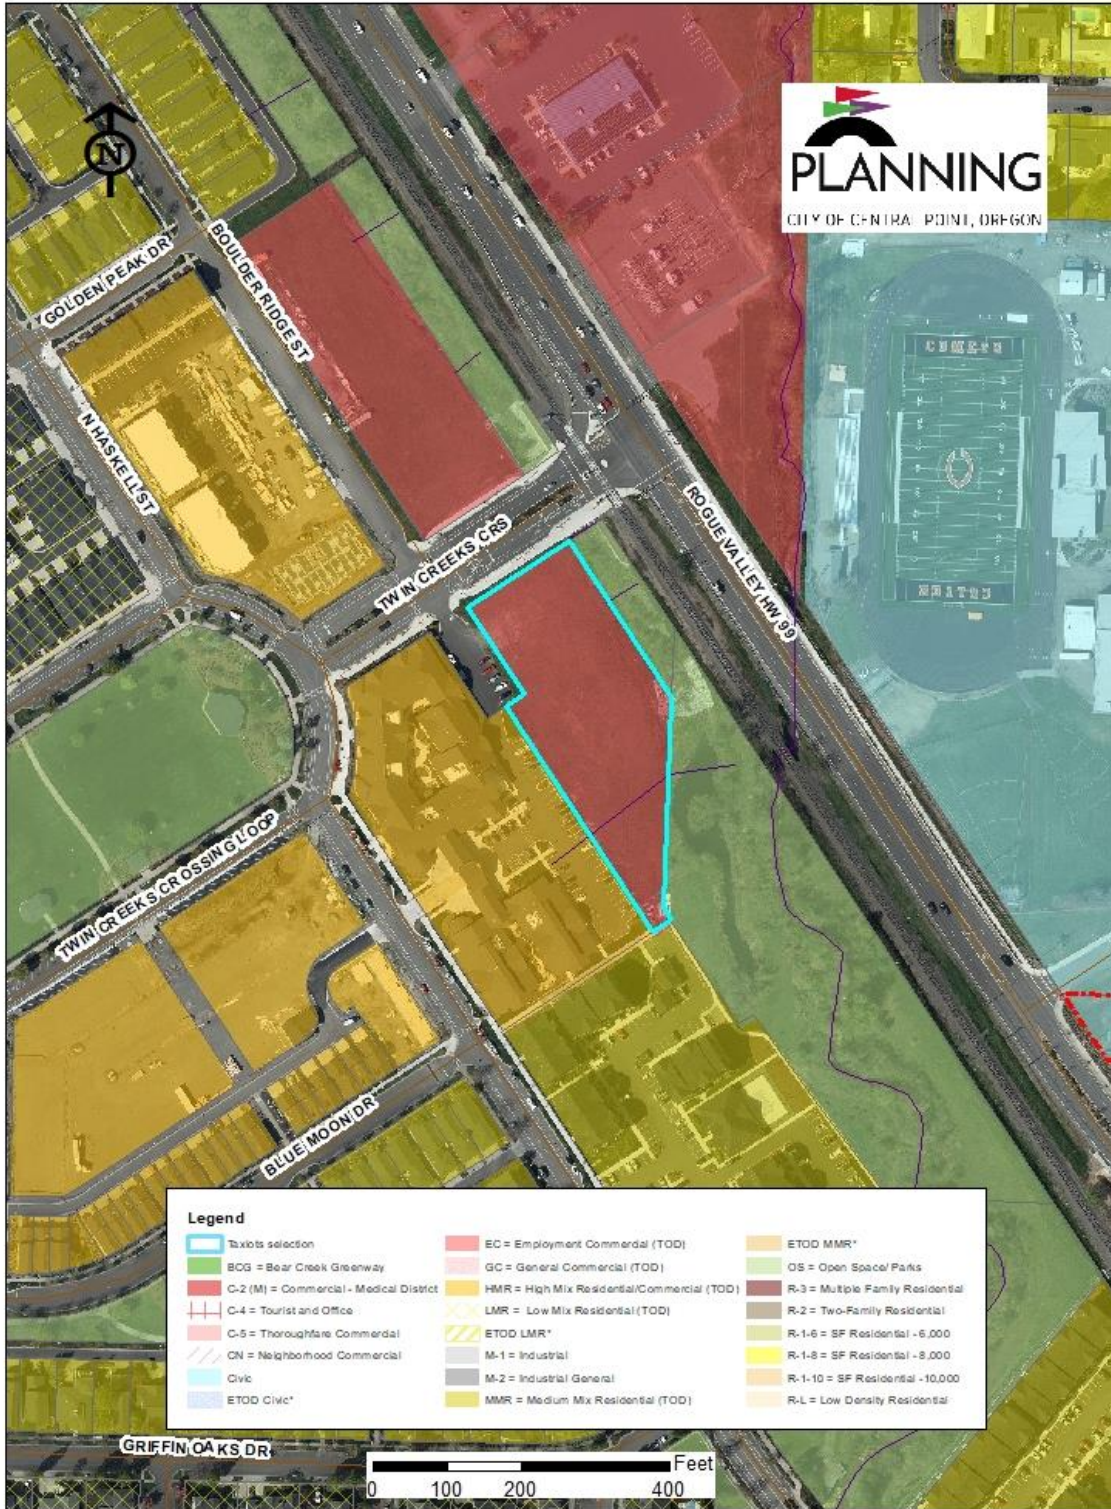 N
PLANNING
CITY OF CENTRAL POINT, OREGON
GOLDEN PEAK DR
BOULDER RIDGE ST
COMETS
N HASKELL ST
TWIN CREEKS CRS
ROGUE VALLEY HW 99
TWIN CREEKS CROSSING LOOP
BLUE MOON DR
Legend
Taxlots selection
BCG = Bear Creek Greenway
C-2 (M) = Commercial - Medical District
C-4 = Tourist and Office
C-5 = Thoroughfare Commercial
CN = Neighborhood Commercial
Civic
ETOD Civic*
EC = Employment Commercial (TOD)
GC = General Commercial (TOD)
HMR = High Mix Residential/Commercial (TOD)
LMR = Low Mix Residential (TOD)
ETOD LMR*
M-1 = Industrial
M-2 = Industrial General
MMR = Medium Mix Residential (TOD)
ETOD MMR*
OS = Open Space/Parks
R-3 = Multiple Family Residential
R-2 = Two-Family Residential
R-1-6 = SF Residential - 6,000
R-1-8 = SF Residential - 8,000
R-1-10 = SF Residential - 10,000
R-L = Low Density Residential
GRIFFIN OAKS DR
Feet
0 100 200 400